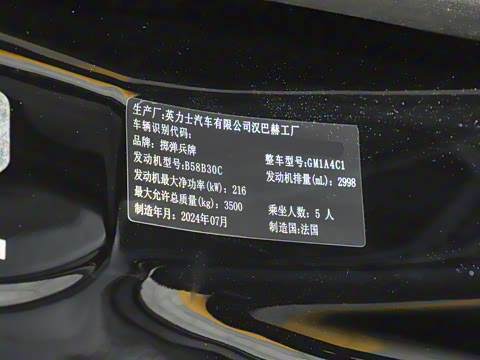 生产厂:英力士汽车有限公司汉巴赫工厂
车辆识别代码:
品牌: 掷弹兵牌 整车型号:GM1A4C1
发动机型号:B58B30C 发动机排量(mL): 2998
发动机最大净功率(kW): 216
最大允许总质量(kg): 3500 乘坐人数: 5 人
制造年月: 2024年07月 制造国:法国